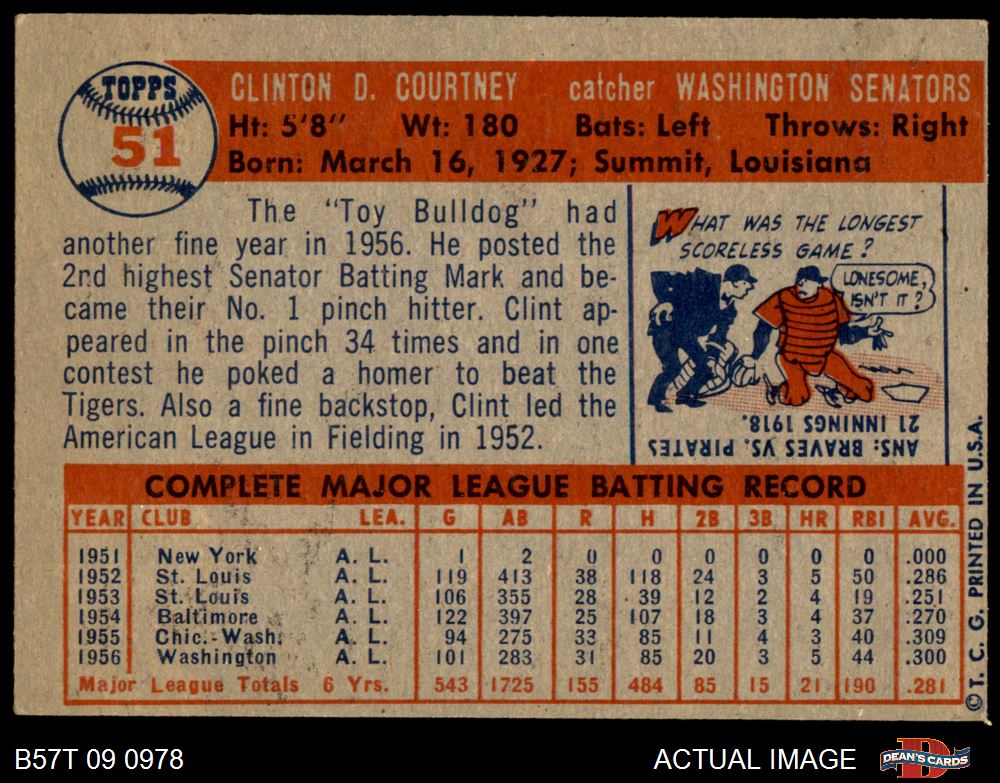 TOPPS
51
CLINTON D. COURTNEY catcher WASHINGTON SENATORS
Ht: 5'8" Wt: 180 Bats: Left Throws: Right
Born: March 16, 1927; Summit, Louisiana
The "Toy Bulldog" had
another fine year in 1956. He posted the
2nd highest Senator Batting Mark and be-
came their No. 1 pinch hitter. Clint ap-
peared in the pinch 34 times and in one
contest he poked a homer to beat the
Tigers. Also a fine backstop, Clint led the
American League in Fielding in 1952.
WHAT WAS THE LONGEST
SCORELESS GAME?
LONESOME,
ISN'T IT?
ANS: BRAVES VS. PIRATES
21 INNINGS 1918.
COMPLETE MAJOR LEAGUE BATTING RECORD
YEAR CLUB LEA. G AB R H 2B 3B HR RBI AVG.
1951 New York A. L. 1 2 0 0 0 0 0 0 .000
1952 St. Louis A. L. 119 413 38 118 24 3 5 50 .286
1953 St. Louis A. L. 106 355 28 39 12 2 4 19 .251
1954 Baltimore A. L. 122 397 25 107 18 3 4 37 .270
1955 Chic.-Wash. A. L. 94 275 33 85 11 4 3 40 .309
1956 Washington A. L. 101 283 31 85 20 3 5 44 .300
Major League Totals 6 Yrs. 543 1725 155 484 85 15 21 190 .281
© T. C. G. PRINTED IN U.S.A.
B57T 09 0978 ACTUAL IMAGE
DEAN'S CARDS